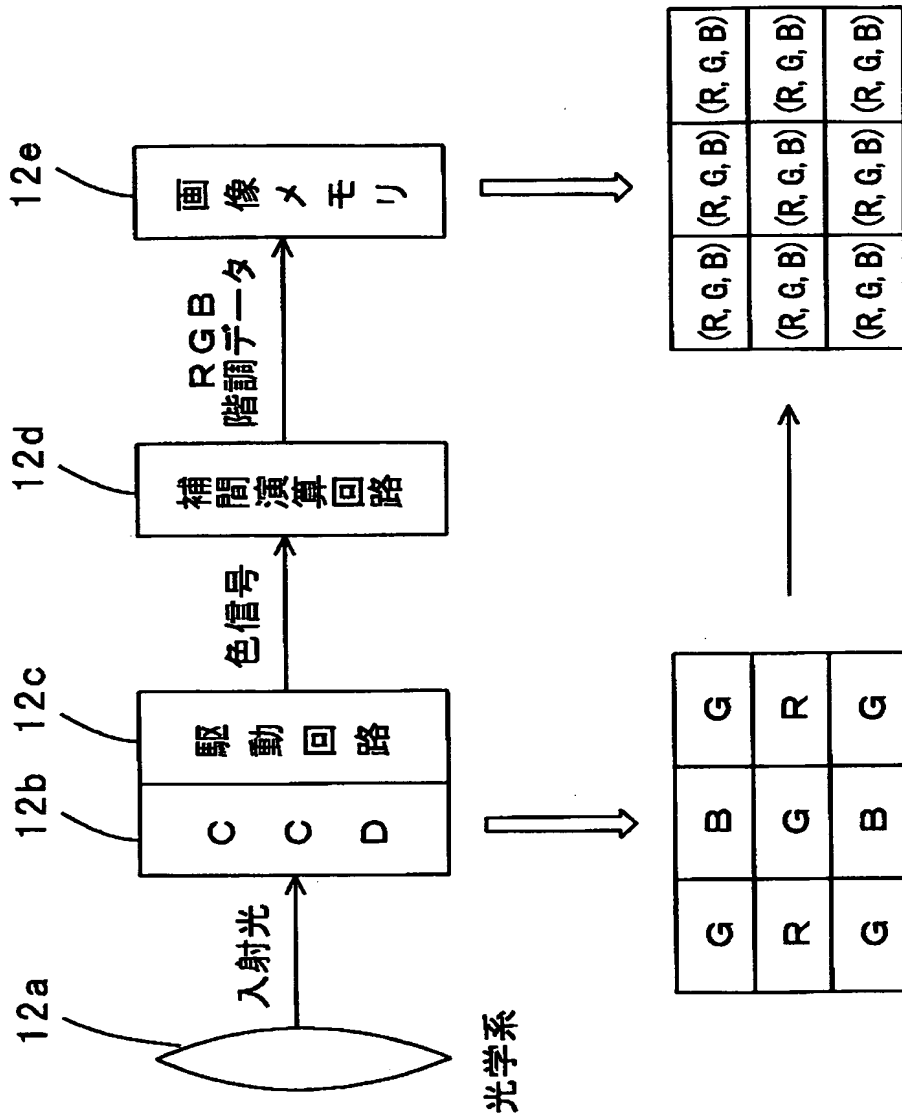 12a
12b
12c
12d
12e
光学系
入射光
CCD
駆動回路
色信号
補間演算回路
RGB
階調データ
画像メモリ
G B G
R G R
G B G
(R,G,B) (R,G,B) (R,G,B)
(R,G,B) (R,G,B) (R,G,B)
(R,G,B) (R,G,B) (R,G,B)